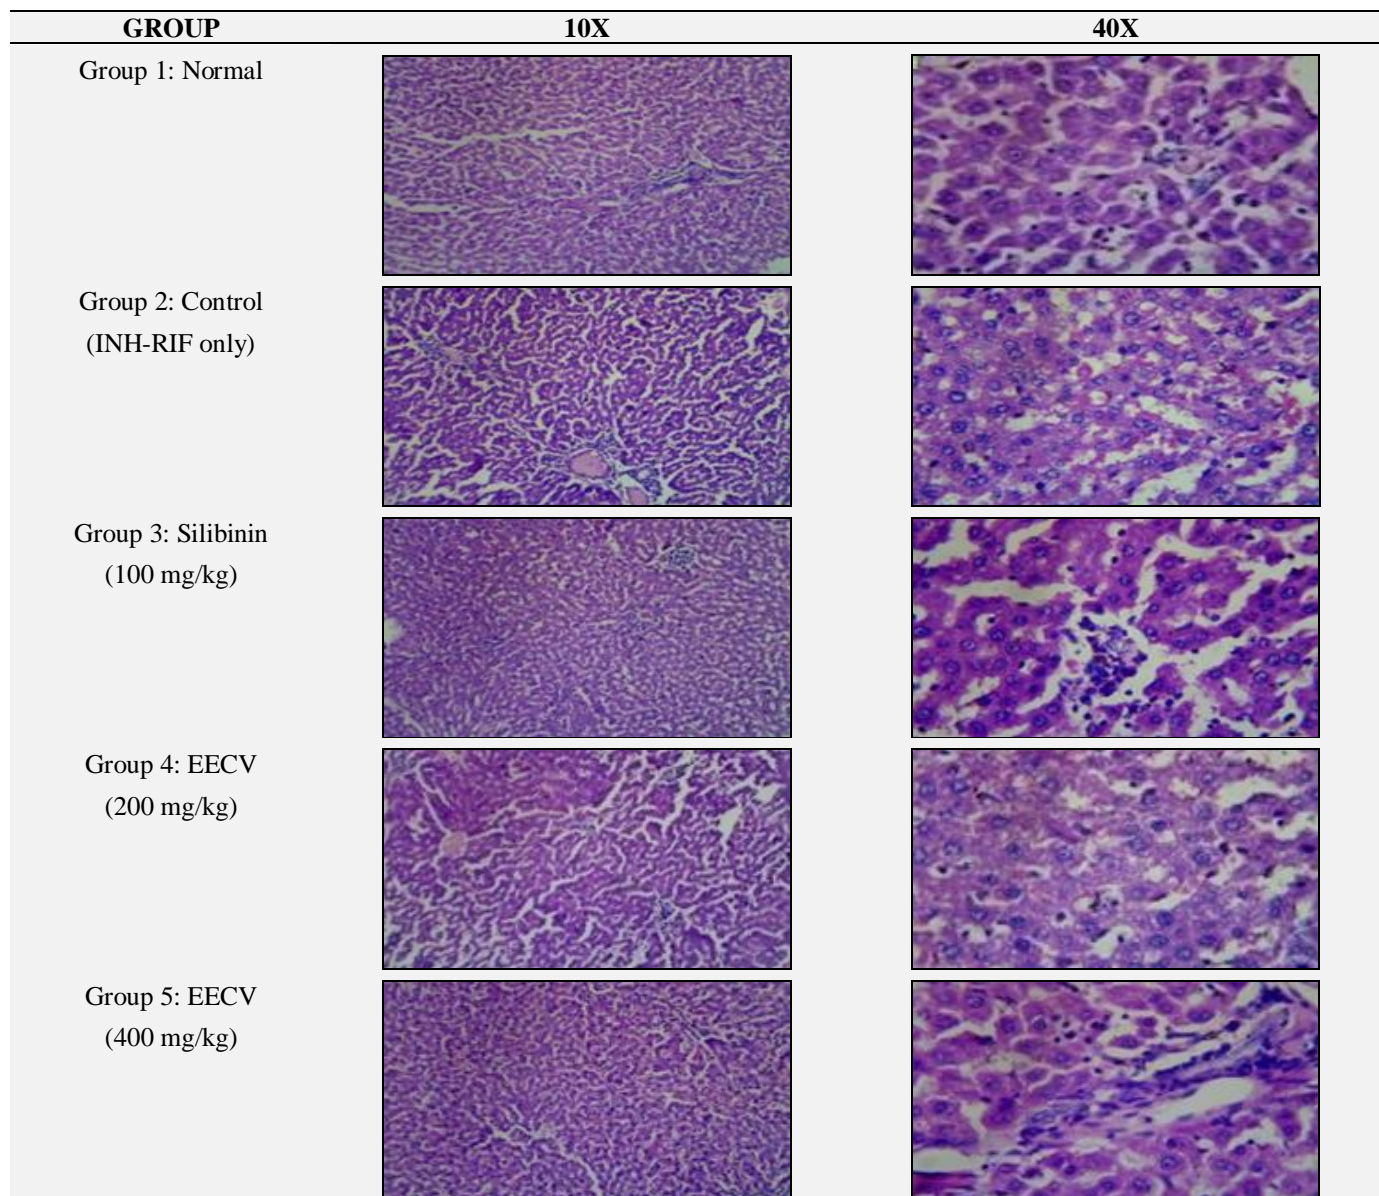 GROUP 10X 40X
Group 1: Normal
Group 2: Control
(INH-RIF only)
Group 3: Silibinin
(100 mg/kg)
Group 4: EECV
(200 mg/kg)
Group 5: EECV
(400 mg/kg)